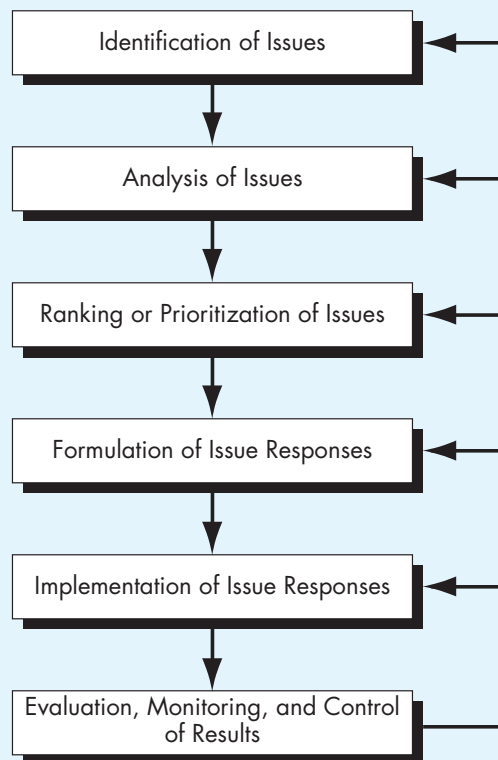 Identification of Issues
Analysis of Issues
Ranking or Prioritization of Issues
Formulation of Issue Responses
Implementation of Issue Responses
Evaluation, Monitoring, and Control
of Results